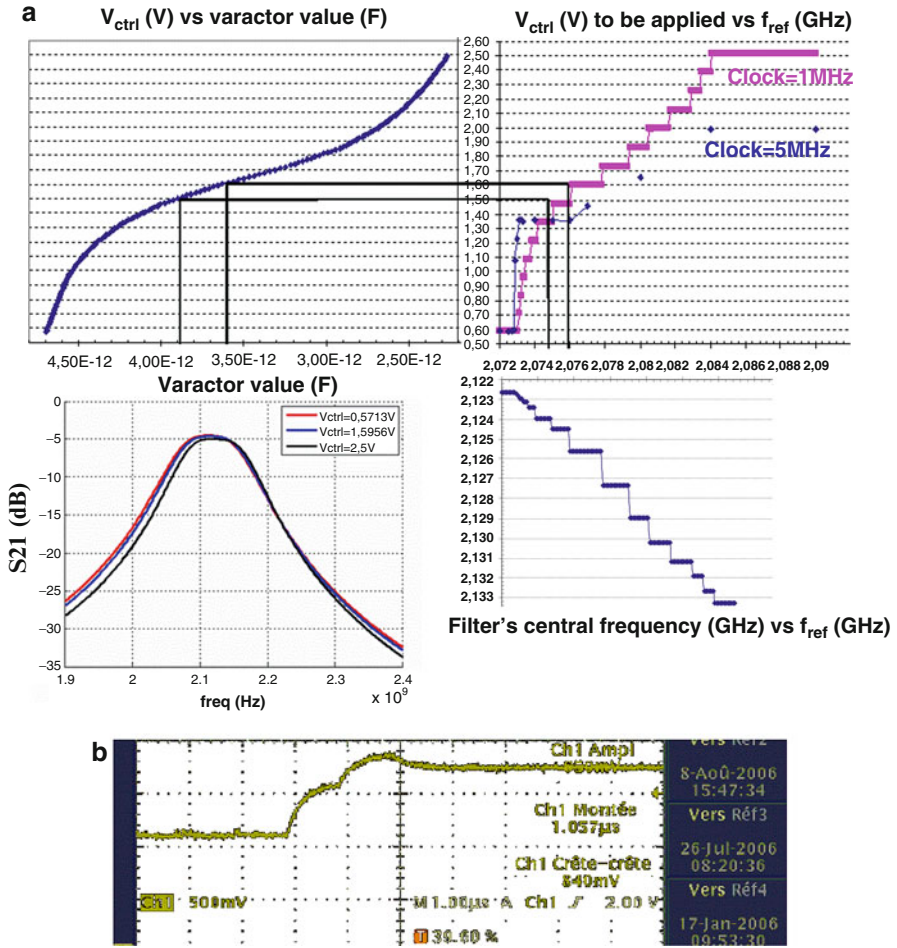 a
V_ctrl (V) vs varactor value (F)
V_ctrl (V) to be applied vs f_ref (GHz)
2,60
2,50
2,40
2,30
2,20
2,10
2,00
1,90
1,80
1,70
1,60
1,50
1,40
1,30
1,20
1,10
1,00
0,90
0,80
0,70
0,60
0,50
Clock=1MHz
Clock=5MHz
4,50E-12 4,00E-12 3,50E-12 3,00E-12 2,50E-12
Varactor value (F)
2,072 2,074 2,076 2,078 2,08 2,082 2,084 2,086 2,088 2,09
0
−5
−10
−15
−20
−25
−30
−35
S21 (dB)
Vctrl=0,5713V
Vctrl=1,5956V
Vctrl=2,5V
1.9 2 2.1 2.2 2.3 2.4
freq (Hz)
x 10^9
2,122
2,123
2,124
2,125
2,126
2,127
2,128
2,129
2,130
2,131
2,132
2,133
Filter's central frequency (GHz) vs f_ref (GHz)
b
Ch1 Ampl
Ch1 Montée
1.057µs
Ch1 Crête-crête
840mV
Ch1 500mV
M 1.00µs A Ch1 2.00 V
T 39.60 %
Vers Réf2
8-Aoû-2006
15:47:34
Vers Réf3
26-Jul-2006
08:20:36
Vers Réf4
17-Jan-2006
09:53:30